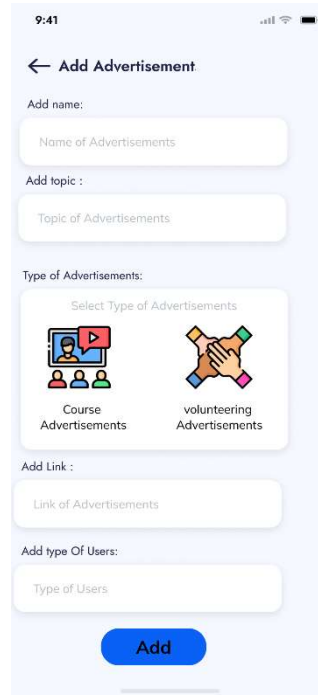 9:41
Add Advertisement
Add name:
Name of Advertisements
Add topic :
Topic of Advertisements
Type of Advertisements:
Select Type of Advertisements
Course
Advertisements
volunteering
Advertisements
Add Link :
Link of Advertisements
Add type Of Users:
Type of Users
Add